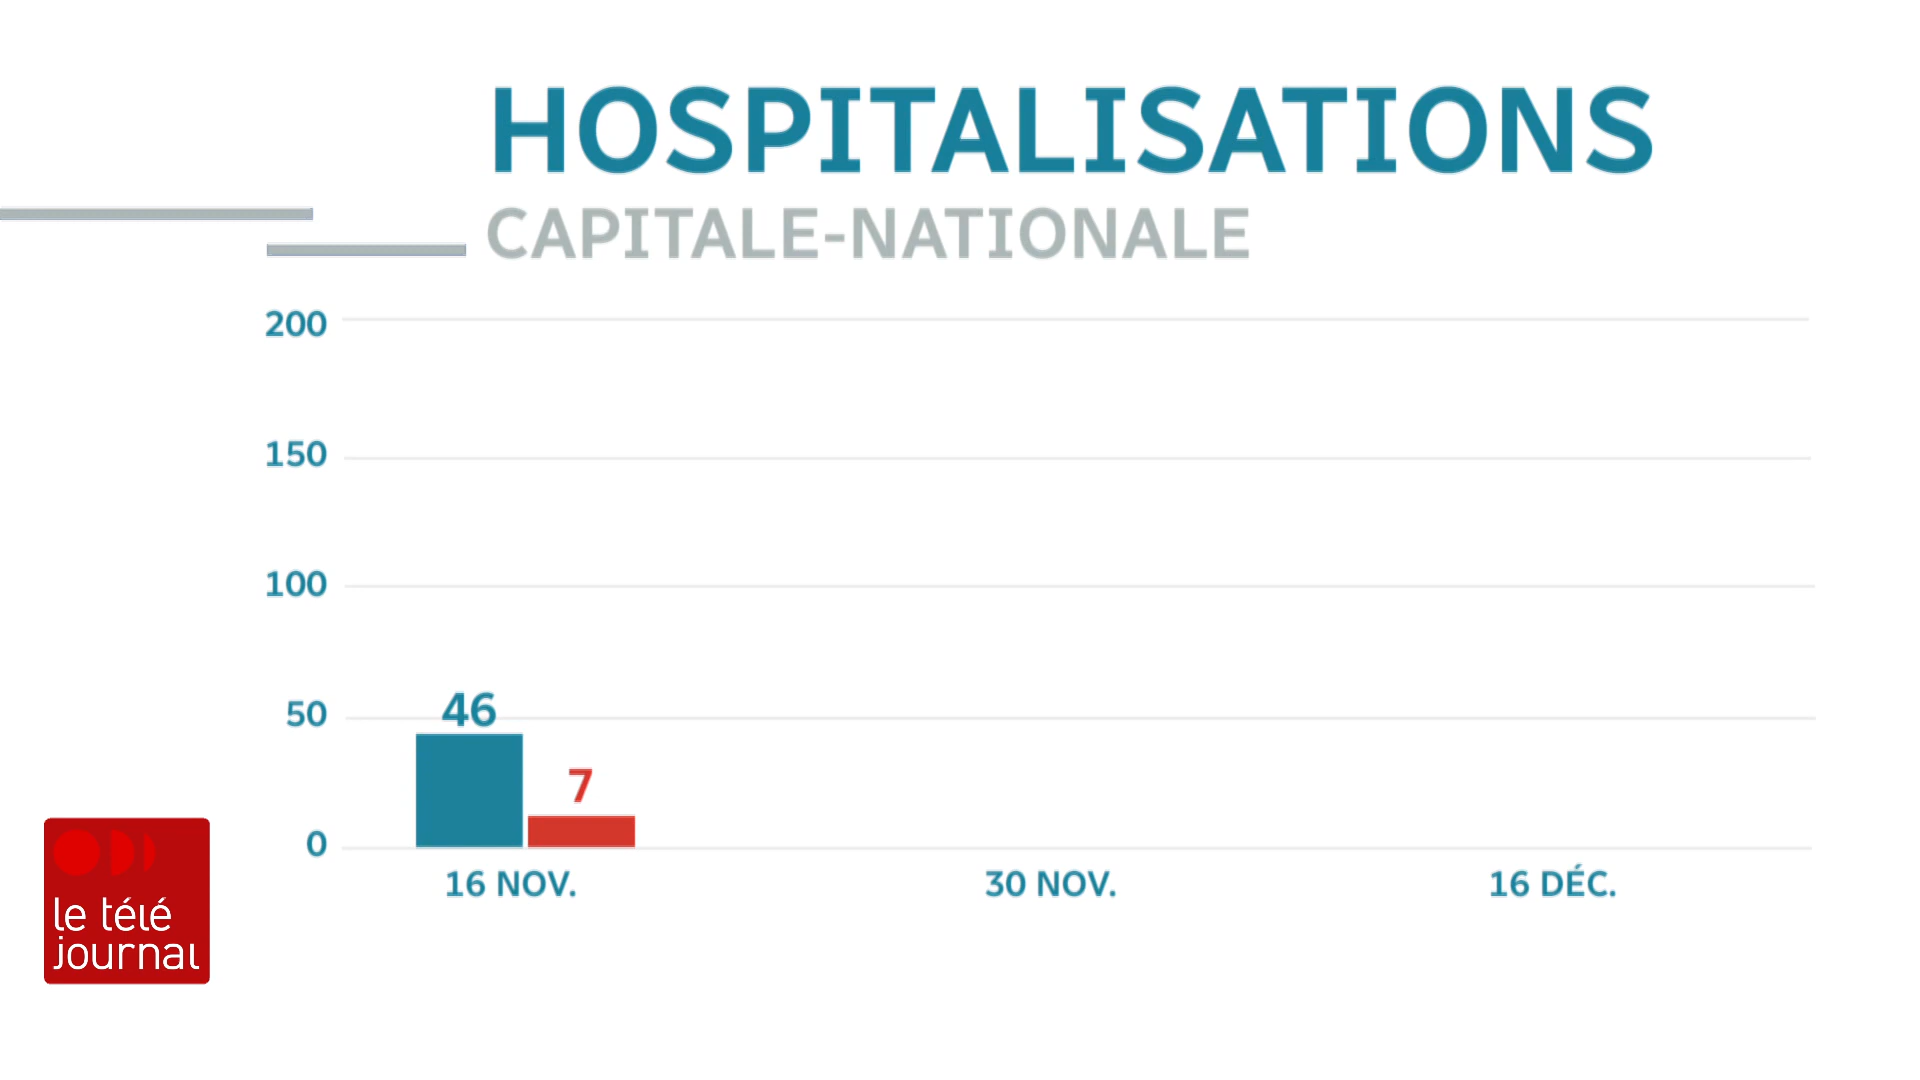 HOSPITALISATIONS
CAPITALE-NATIONALE
200
150
100
50
0
46
7
16 NOV.
30 NOV.
16 DÉC.
le télé
journal